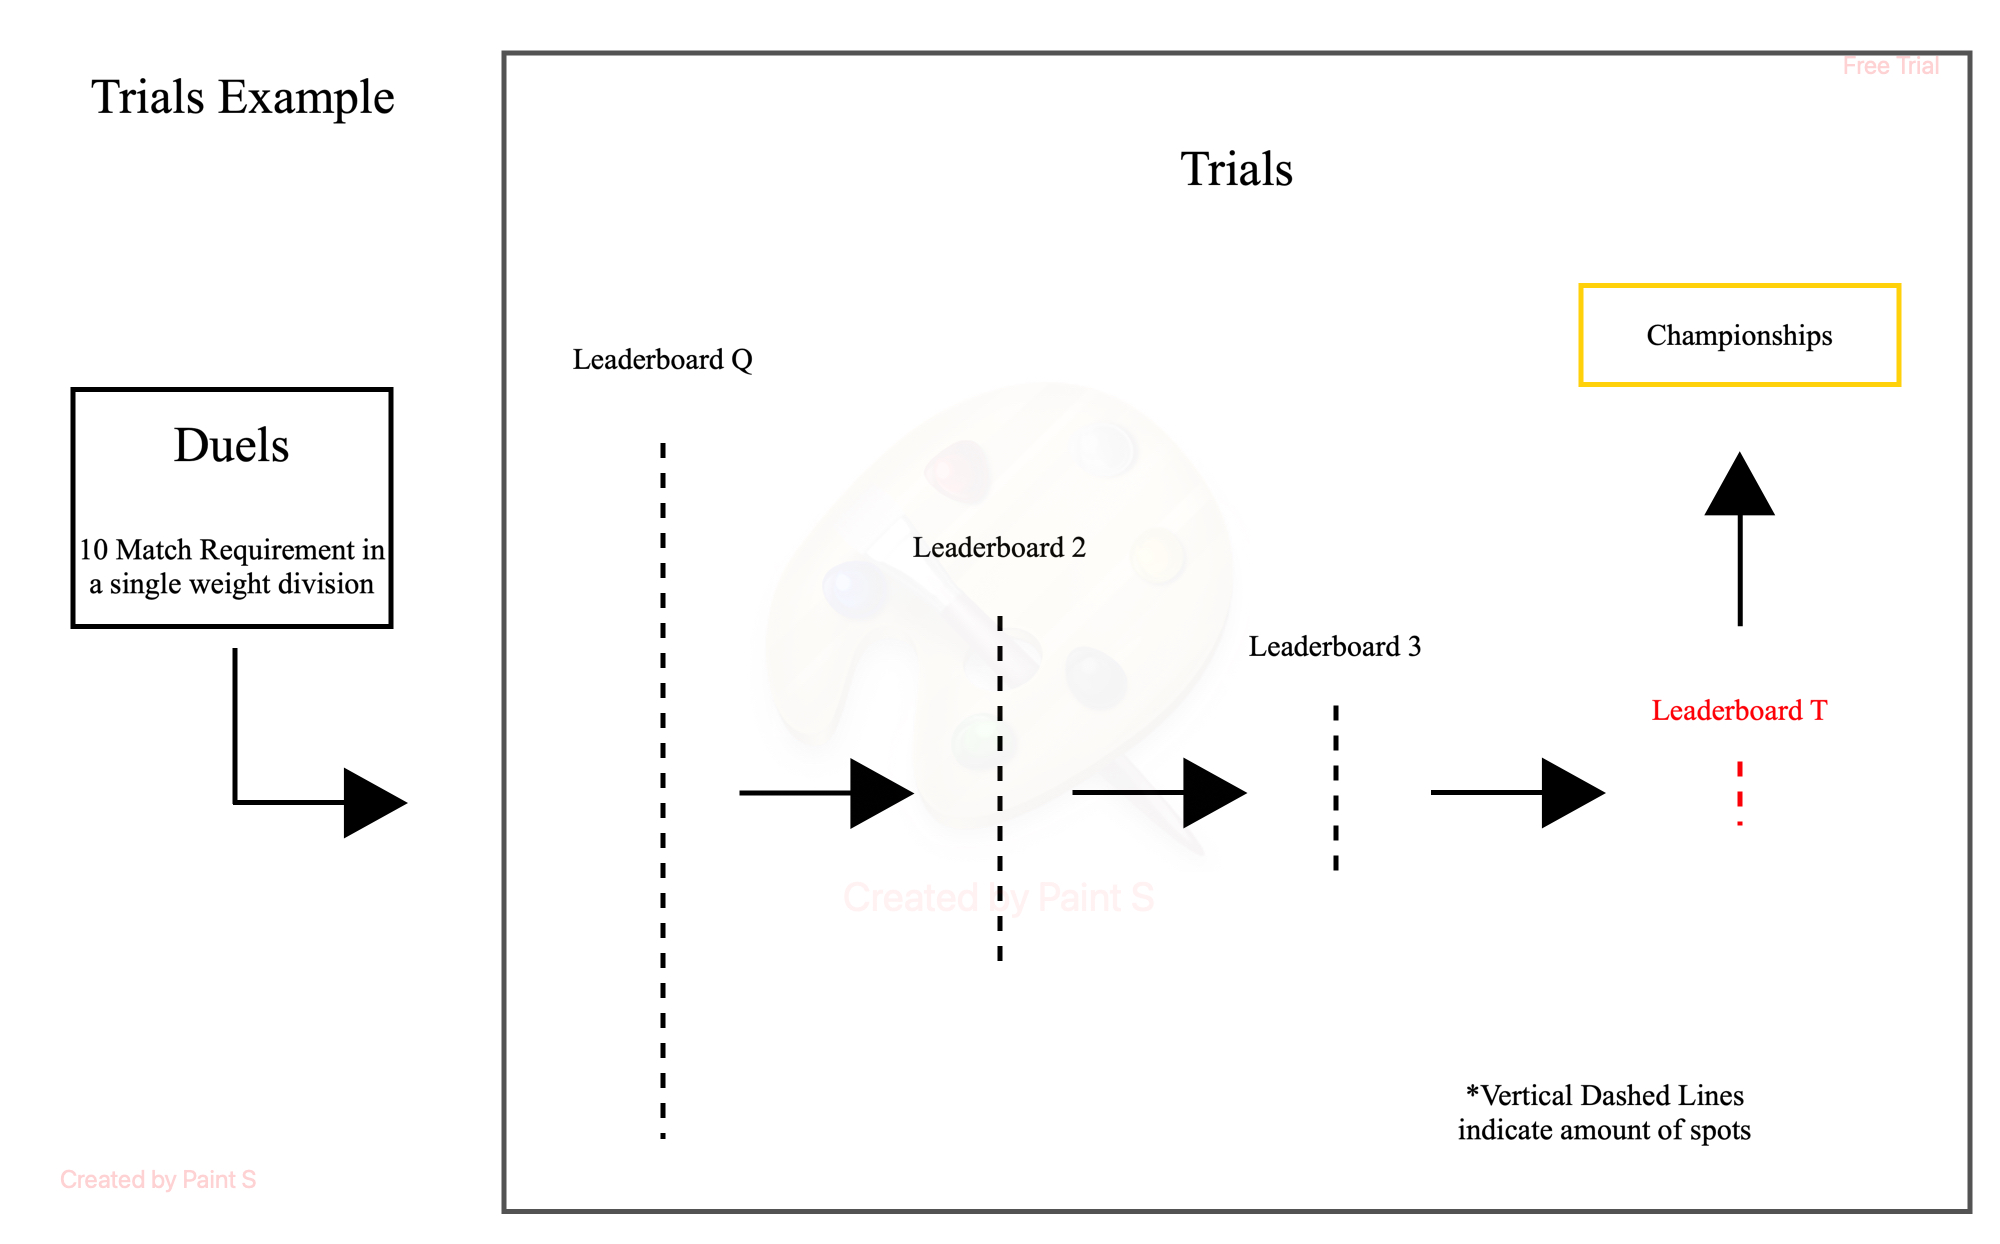 Trials Example
Free Trial
Trials
Championships
Leaderboard Q
Duels
10 Match Requirement in
a single weight division
Leaderboard 2
Leaderboard 3
Leaderboard T
Created by Paint S
*Vertical Dashed Lines
indicate amount of spots
Created by Paint S